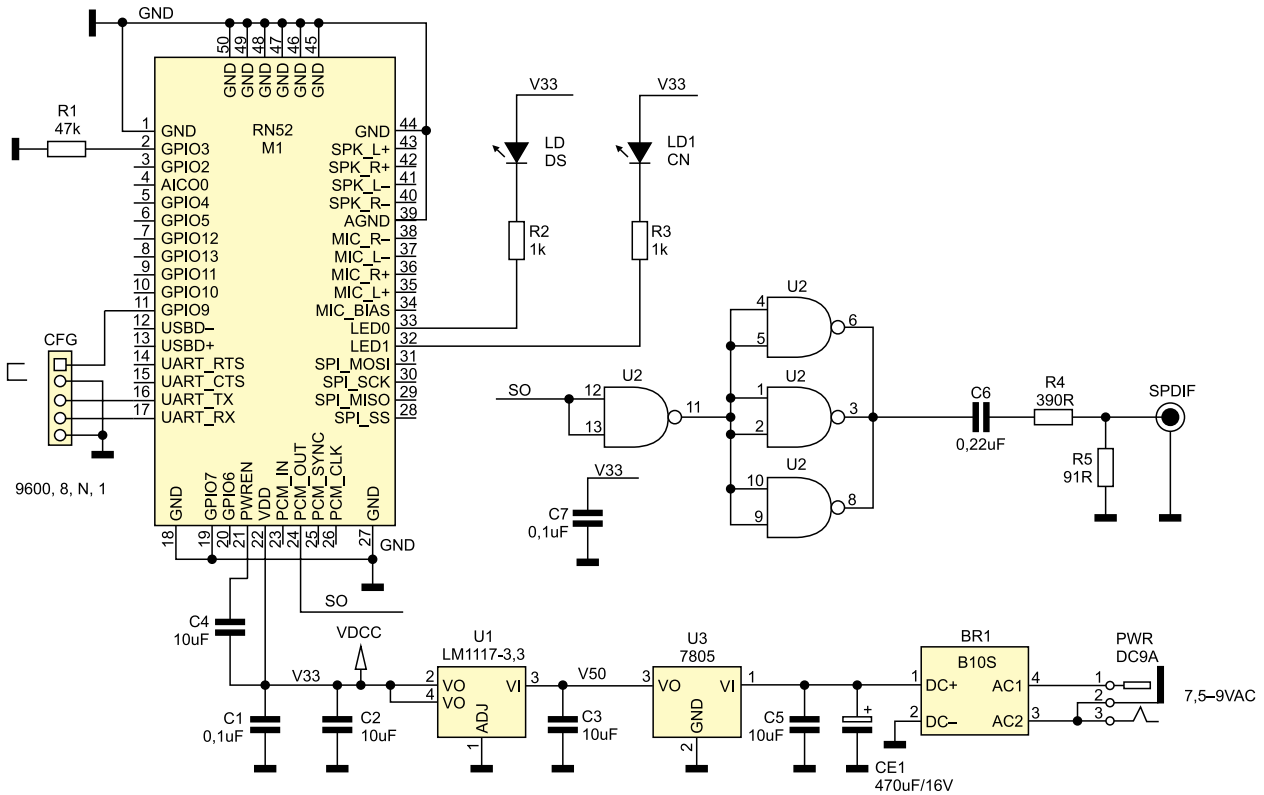 GND
50
49
48
47
46
45
GND
GND
GND
GND
GND
GND
RN52
M1
R1
47k
1 GND
2 GPIO3
3 GPIO2
4 AICO0
5 GPIO4
6 GPIO5
7 GPIO12
8 GPIO13
9 GPIO11
10 GPIO10
11 GPIO9
12 USBD–
13 USBD+
14 UART_RTS
15 UART_CTS
16 UART_TX
17 UART_RX
GND 44
SPK_L+ 43
SPK_R+ 42
SPK_L– 41
SPK_R– 40
AGND 39
MIC_R– 38
MIC_L– 37
MIC_R+ 36
MIC_L+ 35
MIC_BIAS 34
LED0 33
LED1 32
SPI_MOSI 31
SPI_SCK 30
SPI_MISO 29
SPI_SS 28
GND 18
GPIO7 19
GPIO6 20
PWREN 21
VDD 22
PCM_IN 23
PCM_OUT 24
PCM_SYNC 25
PCM_CLK 26
GND 27
GND
CFG
9600, 8, N, 1
V33
LD
DS
R2
1k
V33
LD1
CN
R3
1k
SO
U2
12
13
11
U2
4
5
6
U2
1
2
3
U2
10
9
8
C6
0,22uF
R4
390R
R5
91R
SPDIF
V33
C7
0,1uF
SO
C4
10uF
VDCC
V33
C1
0,1uF
C2
10uF
U1
LM1117-3,3
2 VO
4 VO
VI 3
ADJ
1
V50
C3
10uF
U3
7805
3 VO
VI 1
GND
2
C5
10uF
+
CE1
470uF/16V
BR1
B10S
1 DC+
2 DC–
AC1 4
AC2 3
PWR
DC9A
1
2
3
7,5–9VAC